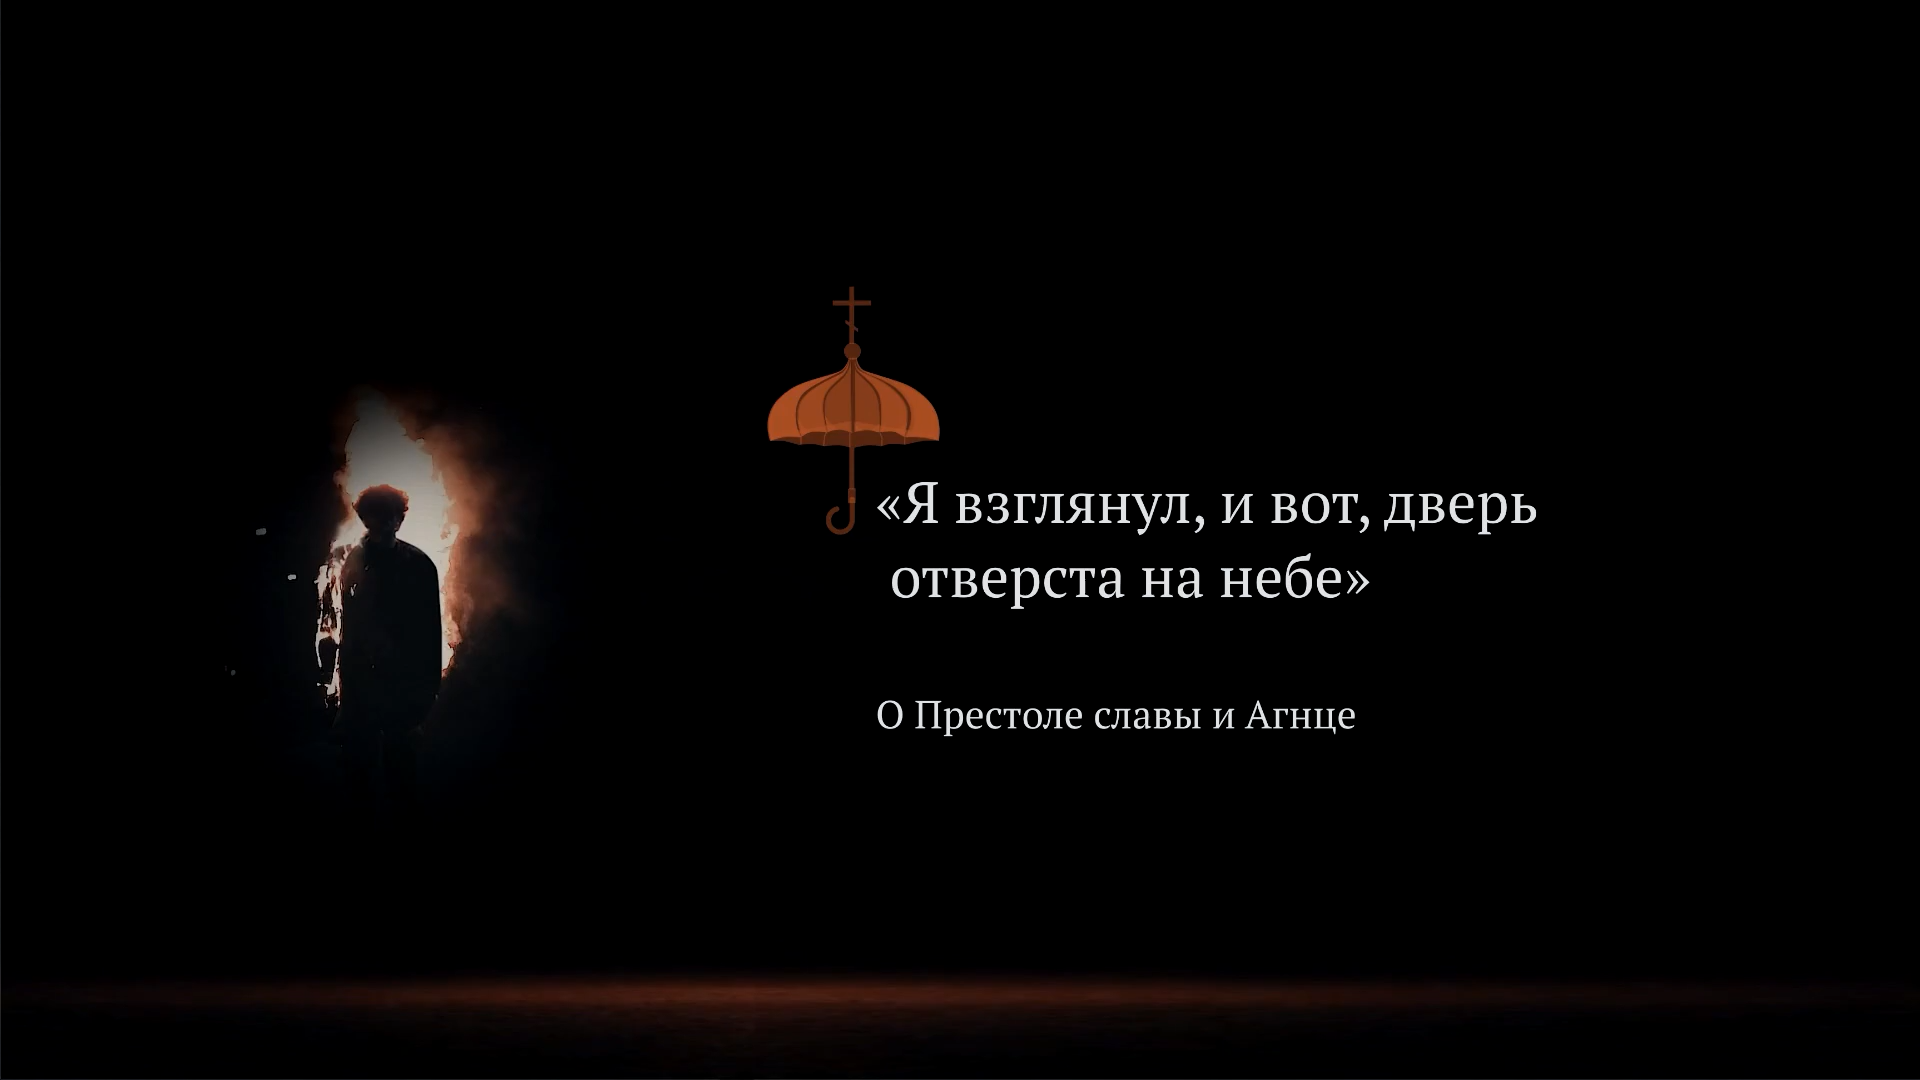 «Я взглянул, и вот, дверь
отверста на небе»
О Престоле славы и Агнце